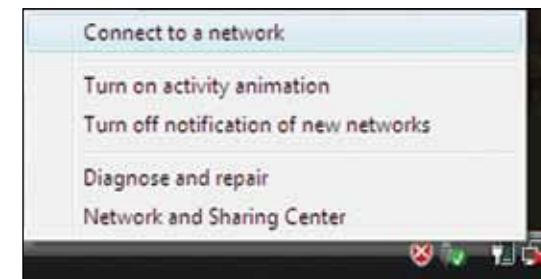 Connect to a network
Turn on activity animation
Turn off notification of new networks
Diagnose and repair
Network and Sharing Center